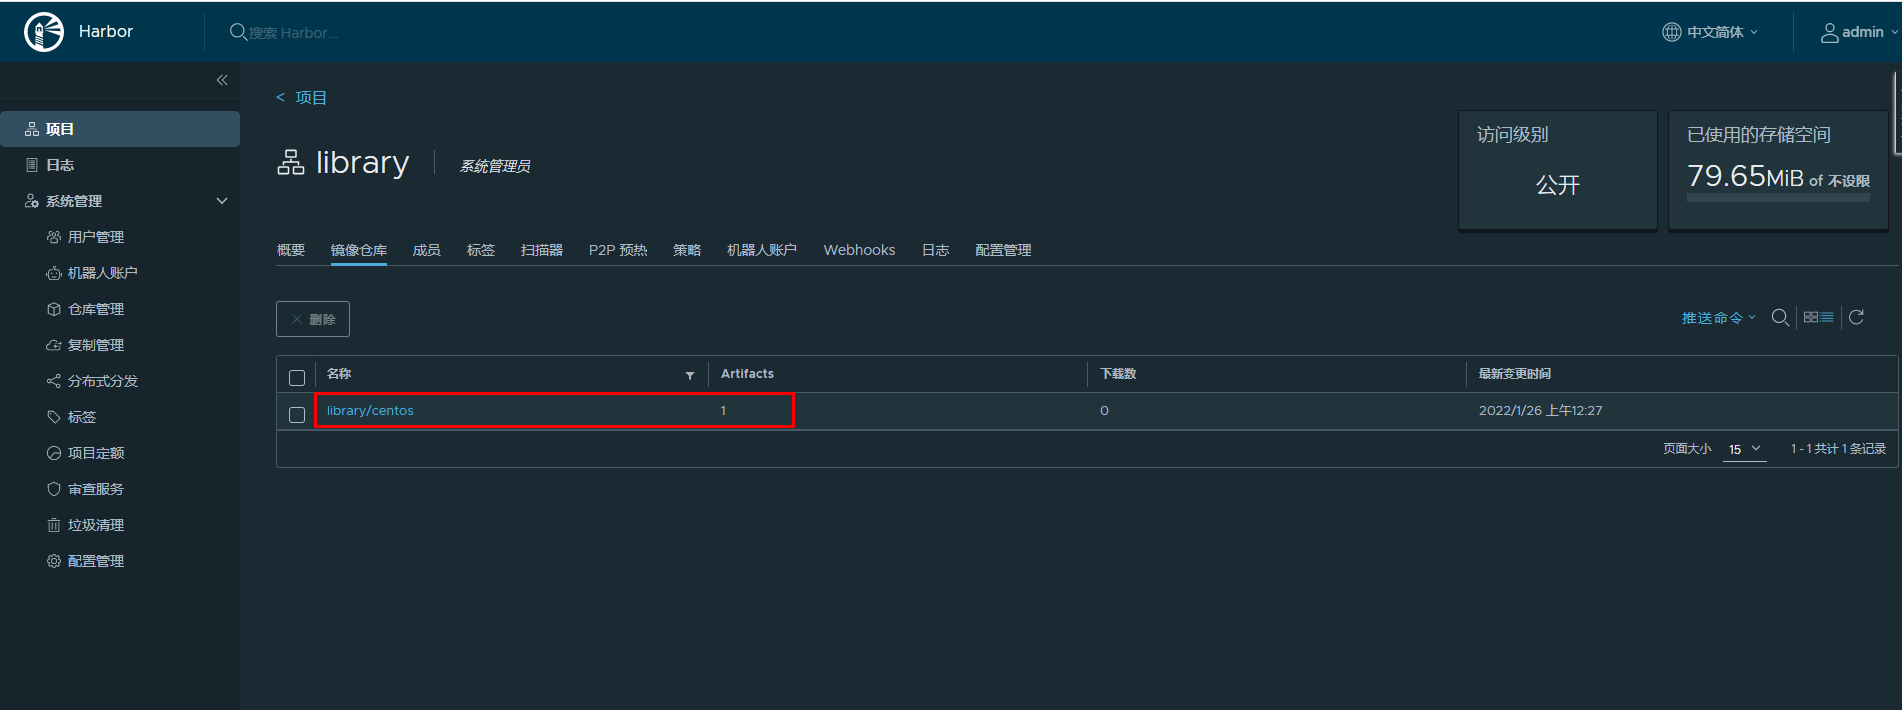 Harbor
搜索 Harbor...
中文简体
admin
项目
日志
系统管理
用户管理
机器人账户
仓库管理
复制管理
分布式分发
标签
项目定额
审查服务
垃圾清理
配置管理
< 项目
library
系统管理员
访问级别
公开
已使用的存储空间
79.65MiB of 不设限
概要 镜像仓库 成员 标签 扫描器 P2P 预热 策略 机器人账户 Webhooks 日志 配置管理
删除
推送命令
名称 Artifacts 下载数 最新变更时间
library/centos 1 0 2022/1/26 上午12:27
页面大小 15 1 - 1 共计 1 条记录